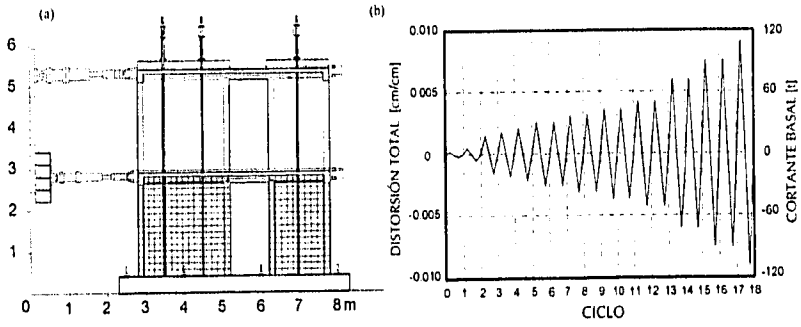 (a)
6
5
4
3
2
1
0 1 2 3 4 5 6 7 8 m
(b)
DISTORSIÓN TOTAL [cm/cm]
0.010
0.005
0
-0.005
-0.010
0 1 2 3 4 5 6 7 8 9 10 11 12 13 14 15 16 17 18
CICLO
120
60
0
-60
-120
CORTANTE BASAL [t]